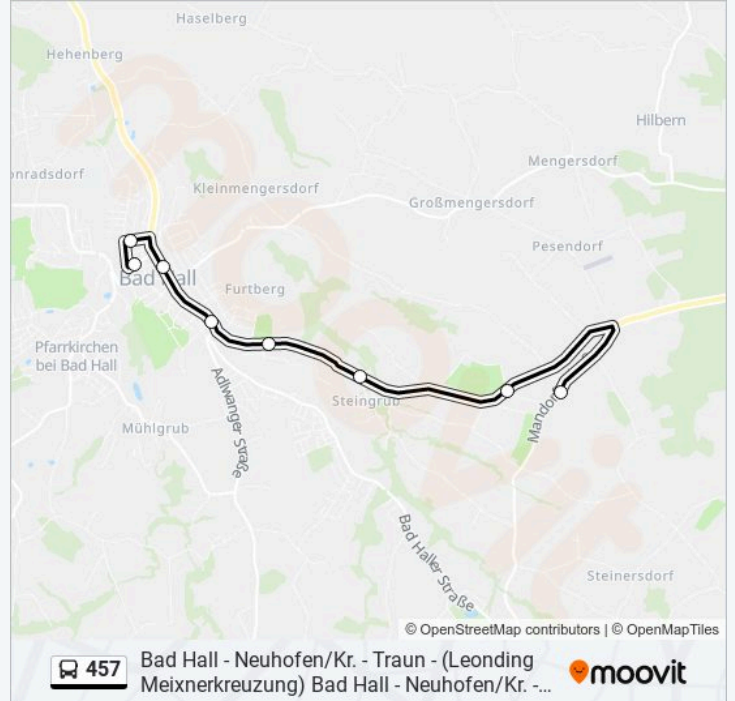 Haselberg
Hehenberg
Hilbern
Mengersdorf
onradsdorf
Kleinmengersdorf
Großmengersdorf
Pesendorf
Bad Hall
Furtberg
Pfarrkirchen
bei Bad Hall
Adlwanger Straße
Steingrub
Mandor
Mühlgrub
Bad Haller Straße
Steinersdorf
© OpenStreetMap contributors | © OpenMapTiles
457
Bad Hall - Neuhofen/Kr. - Traun - (Leonding
Meixnerkreuzung) Bad Hall - Neuhofen/Kr. -...
moovit